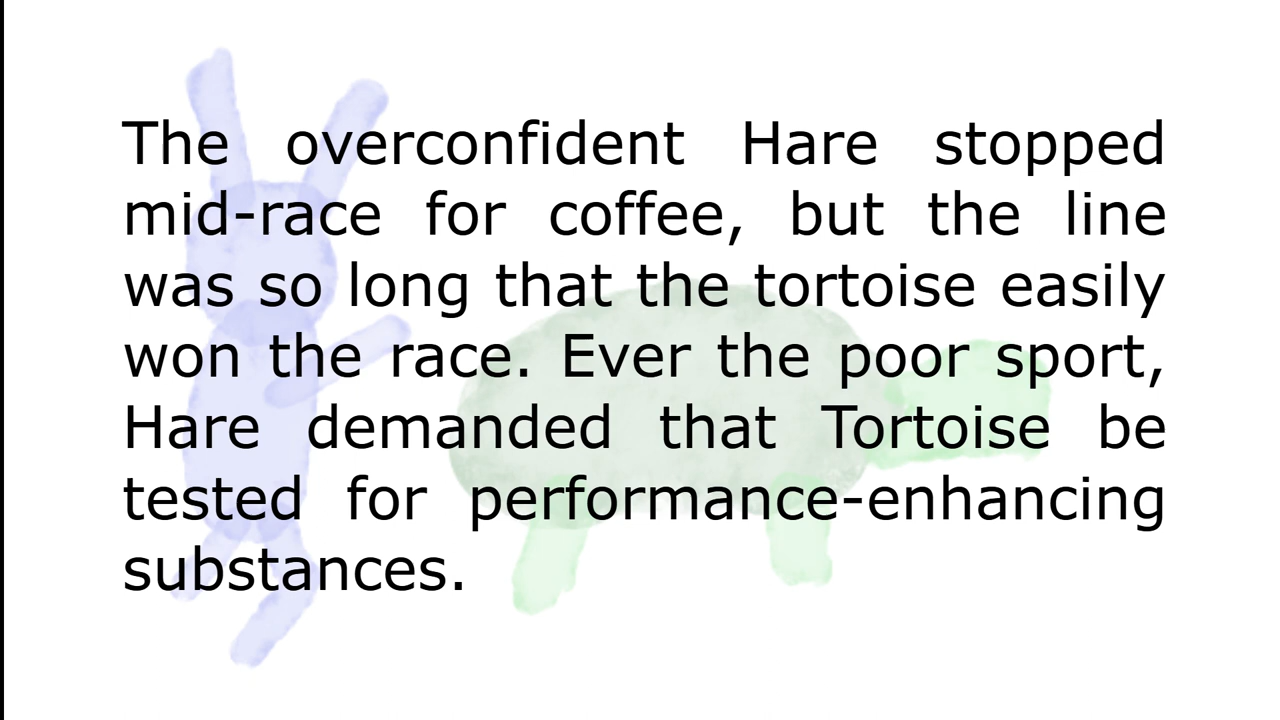 The overconfident Hare stopped
mid-race for coffee, but the line
was so long that the tortoise easily
won the race. Ever the poor sport,
Hare demanded that Tortoise be
tested for performance-enhancing
substances.